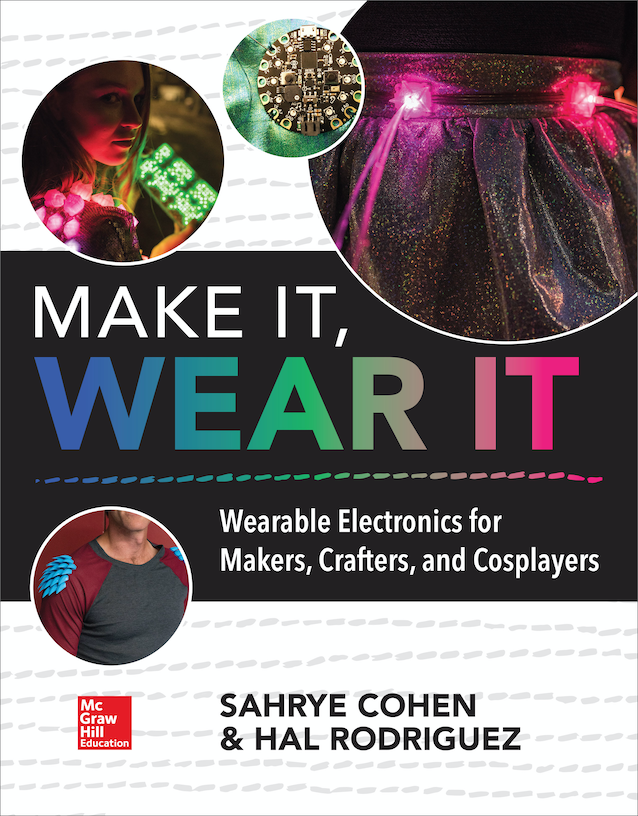 MAKE IT,
WEAR IT
Wearable Electronics for
Makers, Crafters, and Cosplayers
Mc
Graw
Hill
Education
SAHRYE COHEN
& HAL RODRIGUEZ